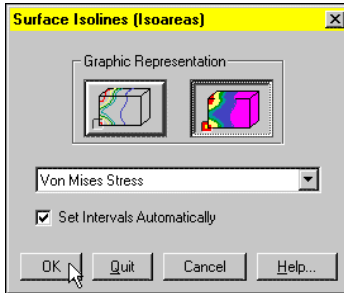 Surface Isolines (Isoareas)
Graphic Representation
Von Mises Stress
Set Intervals Automatically
OK Quit Cancel Help...